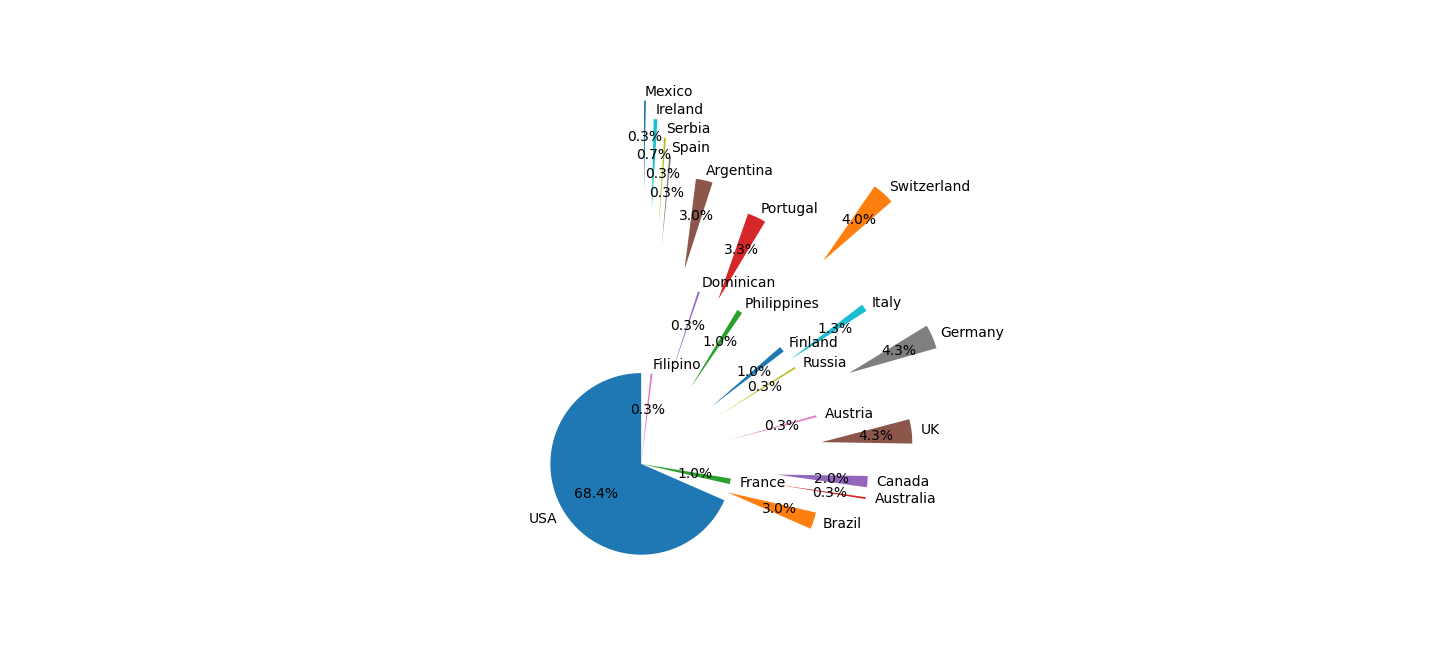 Mexico
Ireland
0.3%
Serbia
0.7%
Spain
0.3%
Argentina
0.3%
Switzerland
3.0%
Portugal
4.0%
3.3%
Dominican
Philippines
Italy
0.3%
1.3%
Germany
1.0%
Finland
4.3%
Filipino
Russia
1.0%
0.3%
0.3%
Austria
0.3%
UK
4.3%
1.0%
France
2.0%
Canada
68.4%
0.3%
Australia
3.0%
USA
Brazil